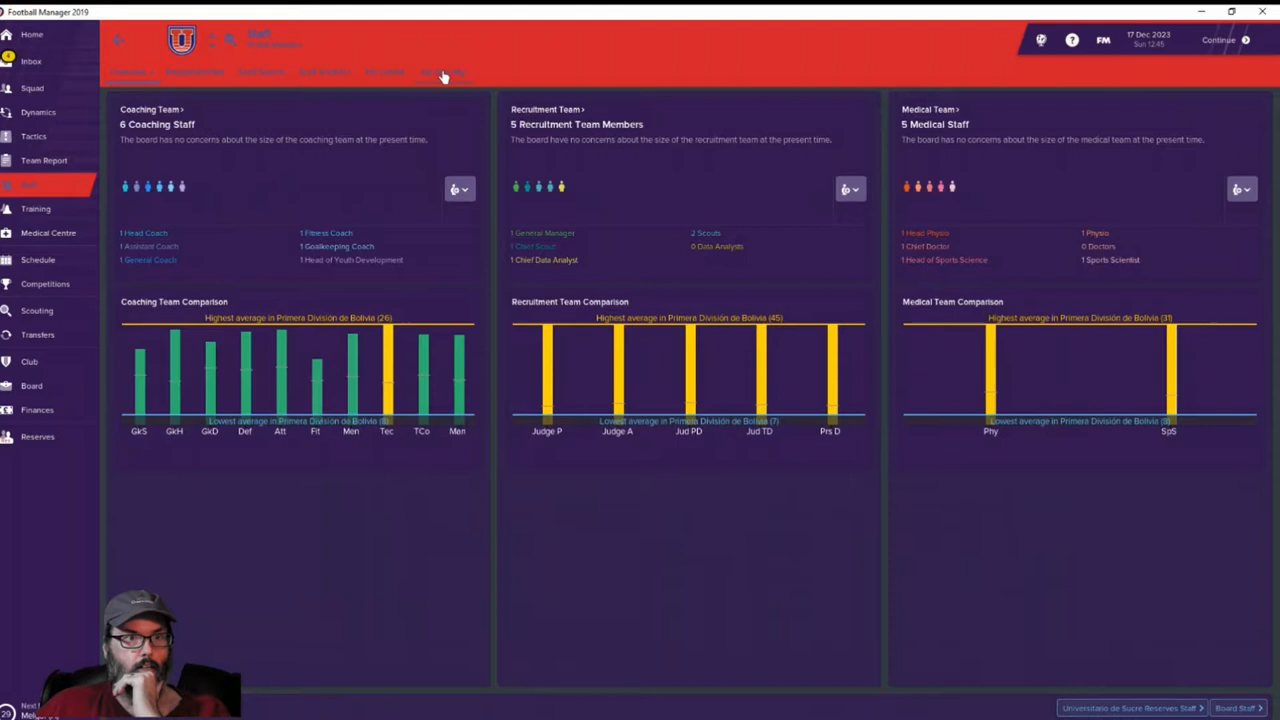 Football Manager 2019
Home
4
Inbox
Squad
Dynamics
Tactics
Team Report
Staff
Training
Medical Centre
Schedule
Competitions
Scouting
Transfers
Club
Board
Finances
Reserves
Staff
FM
17 Dec 2023
Sun 12:45
Continue
Coaching Team >
6 Coaching Staff
The board has no concerns about the size of the coaching team at the present time.
1 Head Coach
1 Fitness Coach
1 Assistant Coach
1 Goalkeeping Coach
1 General Coach
1 Head of Youth Development
Coaching Team Comparison
Highest average in Primera División de Bolivia (26)
Lowest average in Primera División de Bolivia
GkS GkH GkD Def Att Fit Men Tec TCo Man
Recruitment Team >
5 Recruitment Team Members
The board have no concerns about the size of the recruitment team at the present time.
1 General Manager
2 Scouts
1 Chief Scout
0 Data Analysts
1 Chief Data Analyst
Recruitment Team Comparison
Highest average in Primera División de Bolivia (45)
Lowest average in Primera División de Bolivia (7)
Judge P Judge A Jud PD Jud TD Prs D
Medical Team >
5 Medical Staff
The board has no concerns about the size of the medical team at the present time.
1 Head Physio
1 Physio
1 Chief Doctor
0 Doctors
1 Head of Sports Science
1 Sports Scientist
Medical Team Comparison
Highest average in Primera División de Bolivia (31)
Lowest average in Primera División de Bolivia
Phy SpS
29
Next
Universitario de Sucre Reserves Staff >
Board Staff >